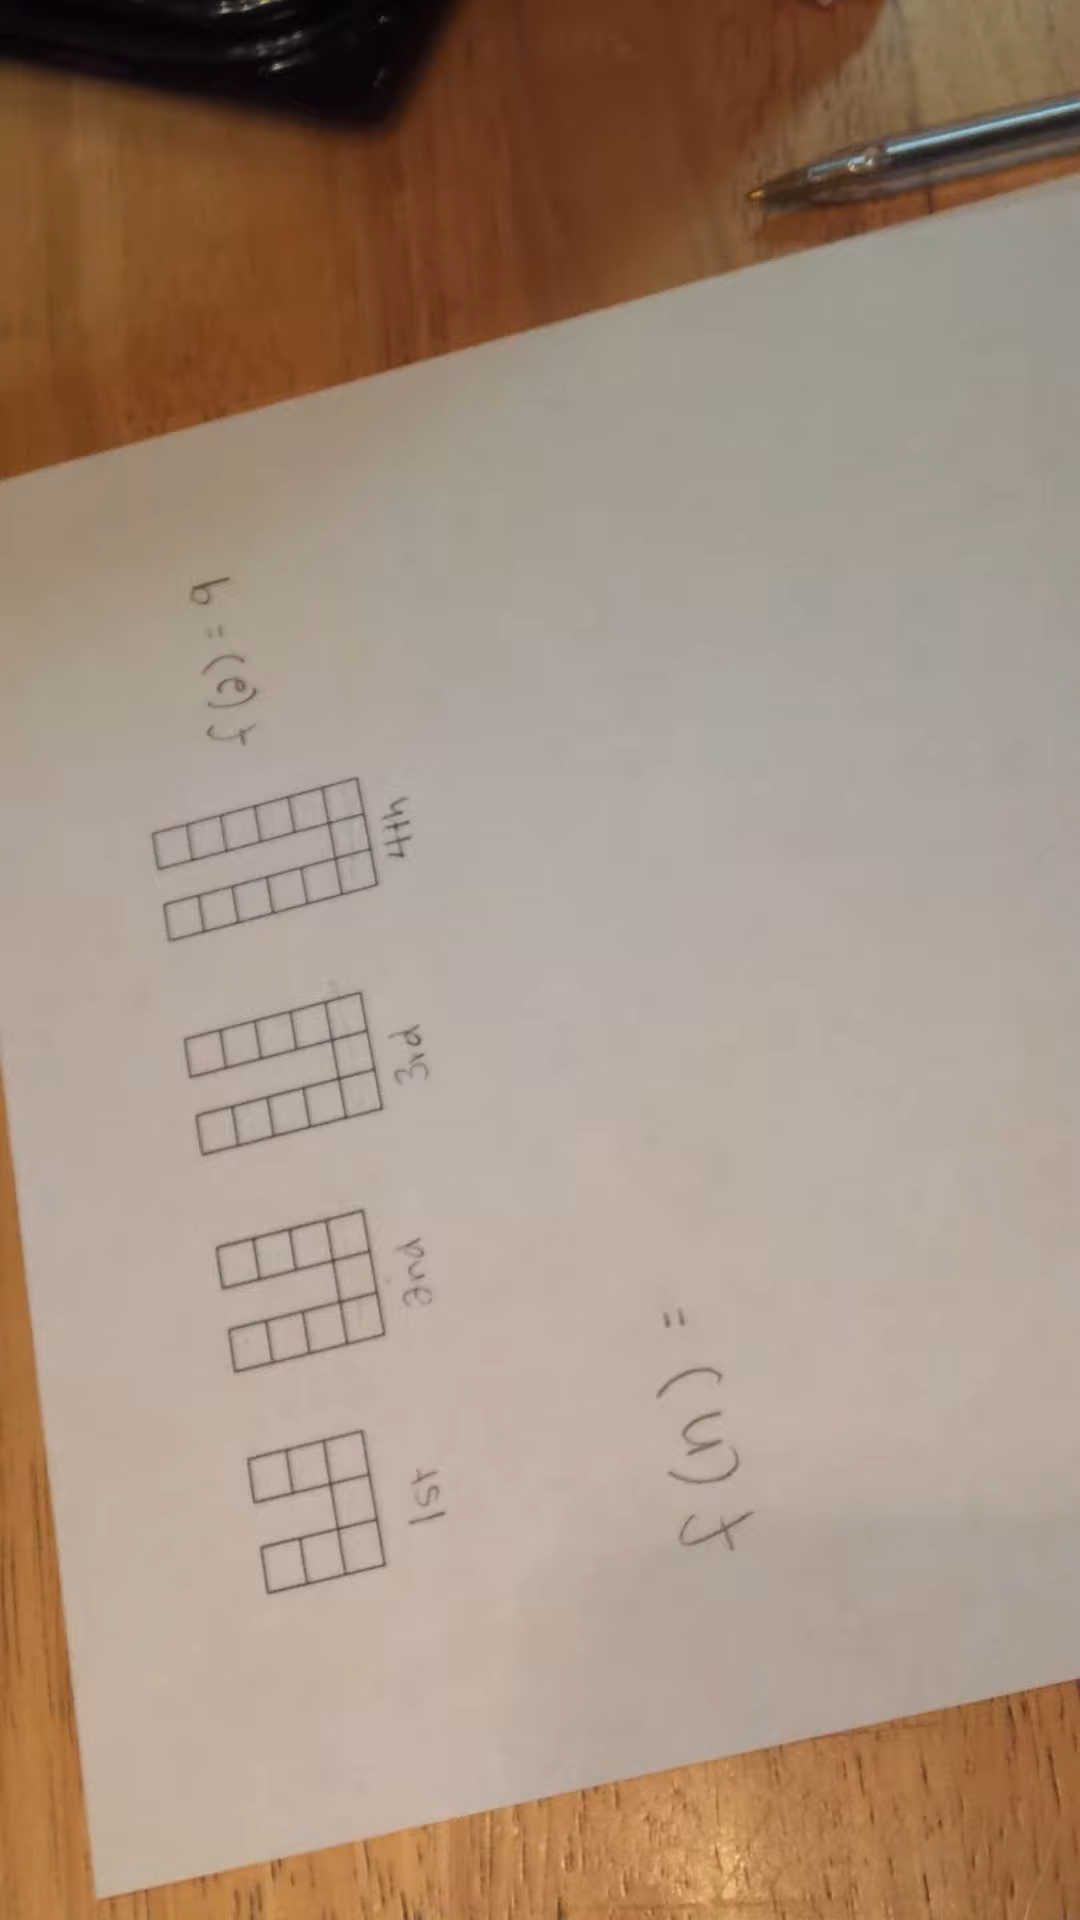 f(2) = 9
1st 2nd 3rd 4th
f(n) =